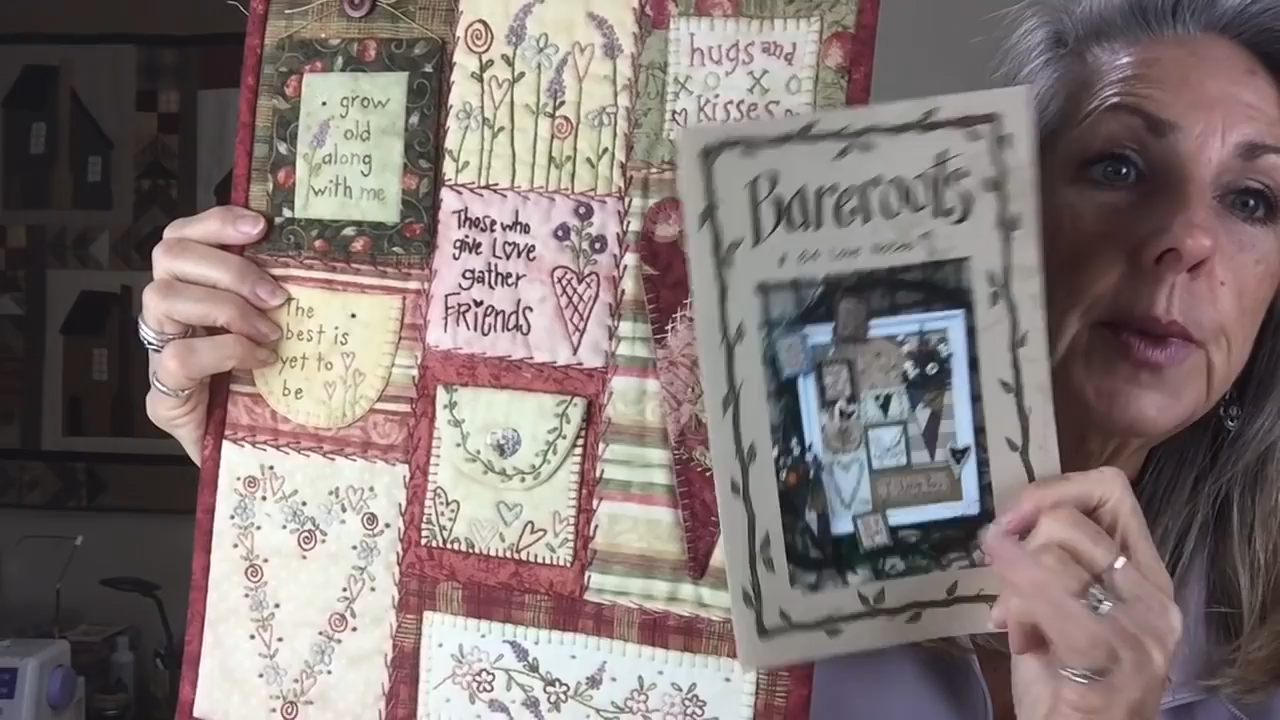 grow
old
along
with me
hugs and
x o x o
kisses
Those who
give Love
gather
Friends
The
best is
yet to
be
Bareroots